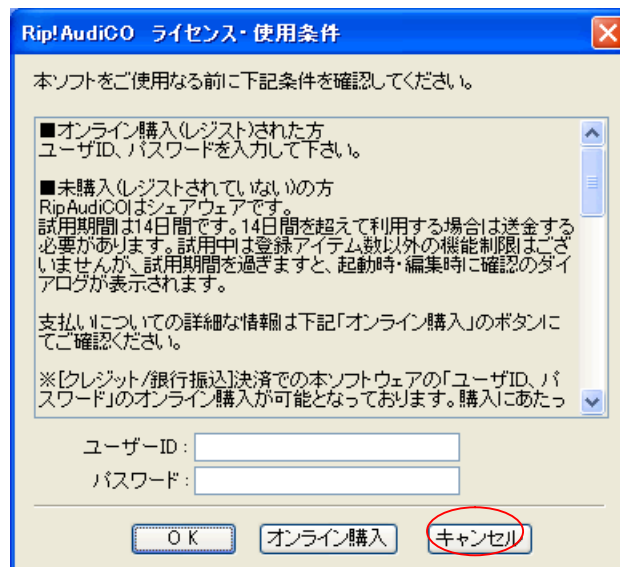 Rip!AudiCO ライセンス・使用条件
本ソフトをご使用なる前に下記条件を確認してください。
■オンライン購入(レジスト)された方
ユーザID、パスワードを入力して下さい。
■未購入(レジストされていない)の方
RipAudiCOはシェアウェアです。
試用期間は14日間です。14日間を超えて利用する場合は送金する
必要があります。試用中は登録アイテム数以外の機能制限はござ
いませんが、試用期間を過ぎますと、起動時・編集時に確認のダイ
アログが表示されます。
支払いについての詳細な情報は下記「オンライン購入」のボタンに
てご確認ください。
※[クレジット/銀行振込]決済での本ソフトウェアの「ユーザID、パ
スワード」のオンライン購入が可能となっております。購入にあたっ
ユーザーID:
パスワード:
OK オンライン購入 キャンセル